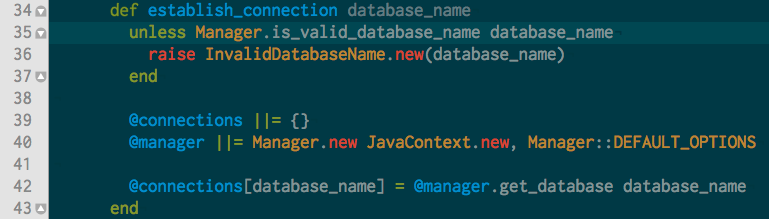 34 def establish_connection database_name
35 unless Manager.is_valid_database_name database_name¬
36 raise InvalidDatabaseName.new(database_name)
37 end
38
39 @connections ||= {}
40 @manager ||= Manager.new JavaContext.new, Manager::DEFAULT_OPTIONS
41
42 @connections[database_name] = @manager.get_database database_name
43 end